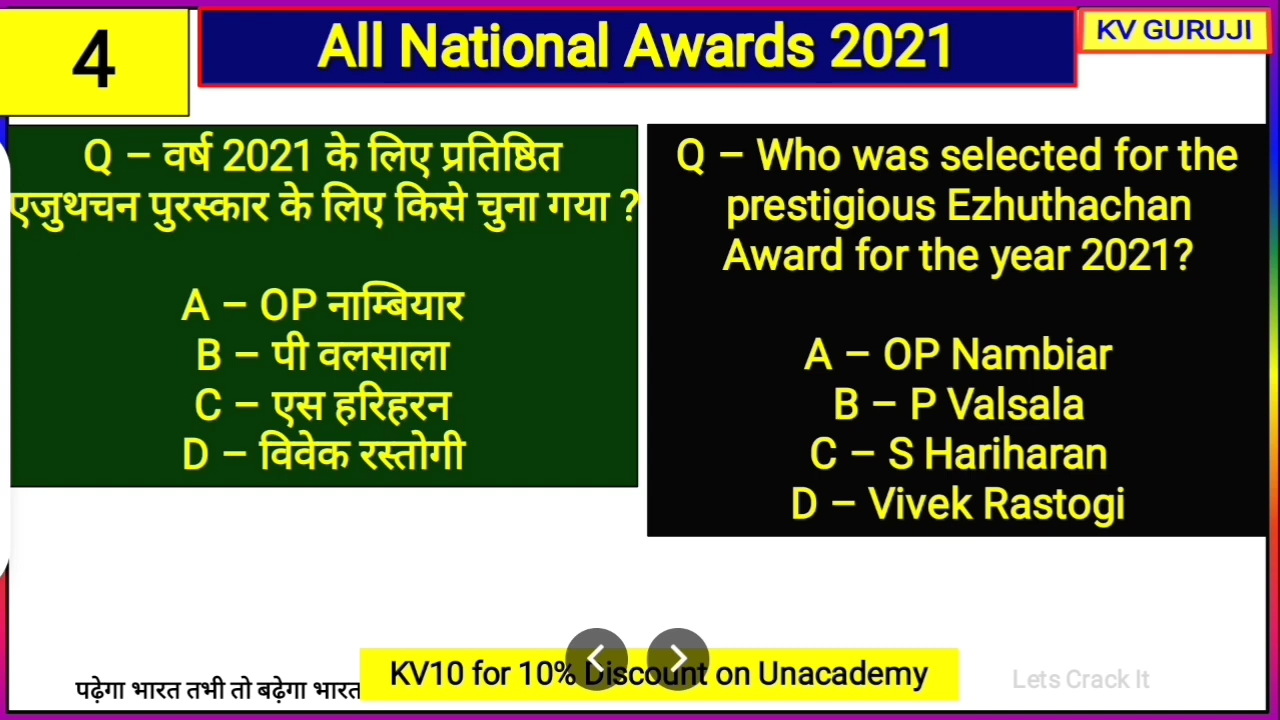 4
All National Awards 2021
KV GURUJI
Q – वर्ष 2021 के लिए प्रतिष्ठित
एजुथचन पुरस्कार के लिए किसे चुना गया ?
A – OP नाम्बियार
B – पी वलसाला
C – एस हरिहरन
D – विवेक रस्तोगी
Q – Who was selected for the
prestigious Ezhuthachan
Award for the year 2021?
A – OP Nambiar
B – P Valsala
C – S Hariharan
D – Vivek Rastogi
पढ़ेगा भारत तभी तो बढ़ेगा भारत
KV10 for 10% Discount on Unacademy
Lets Crack It